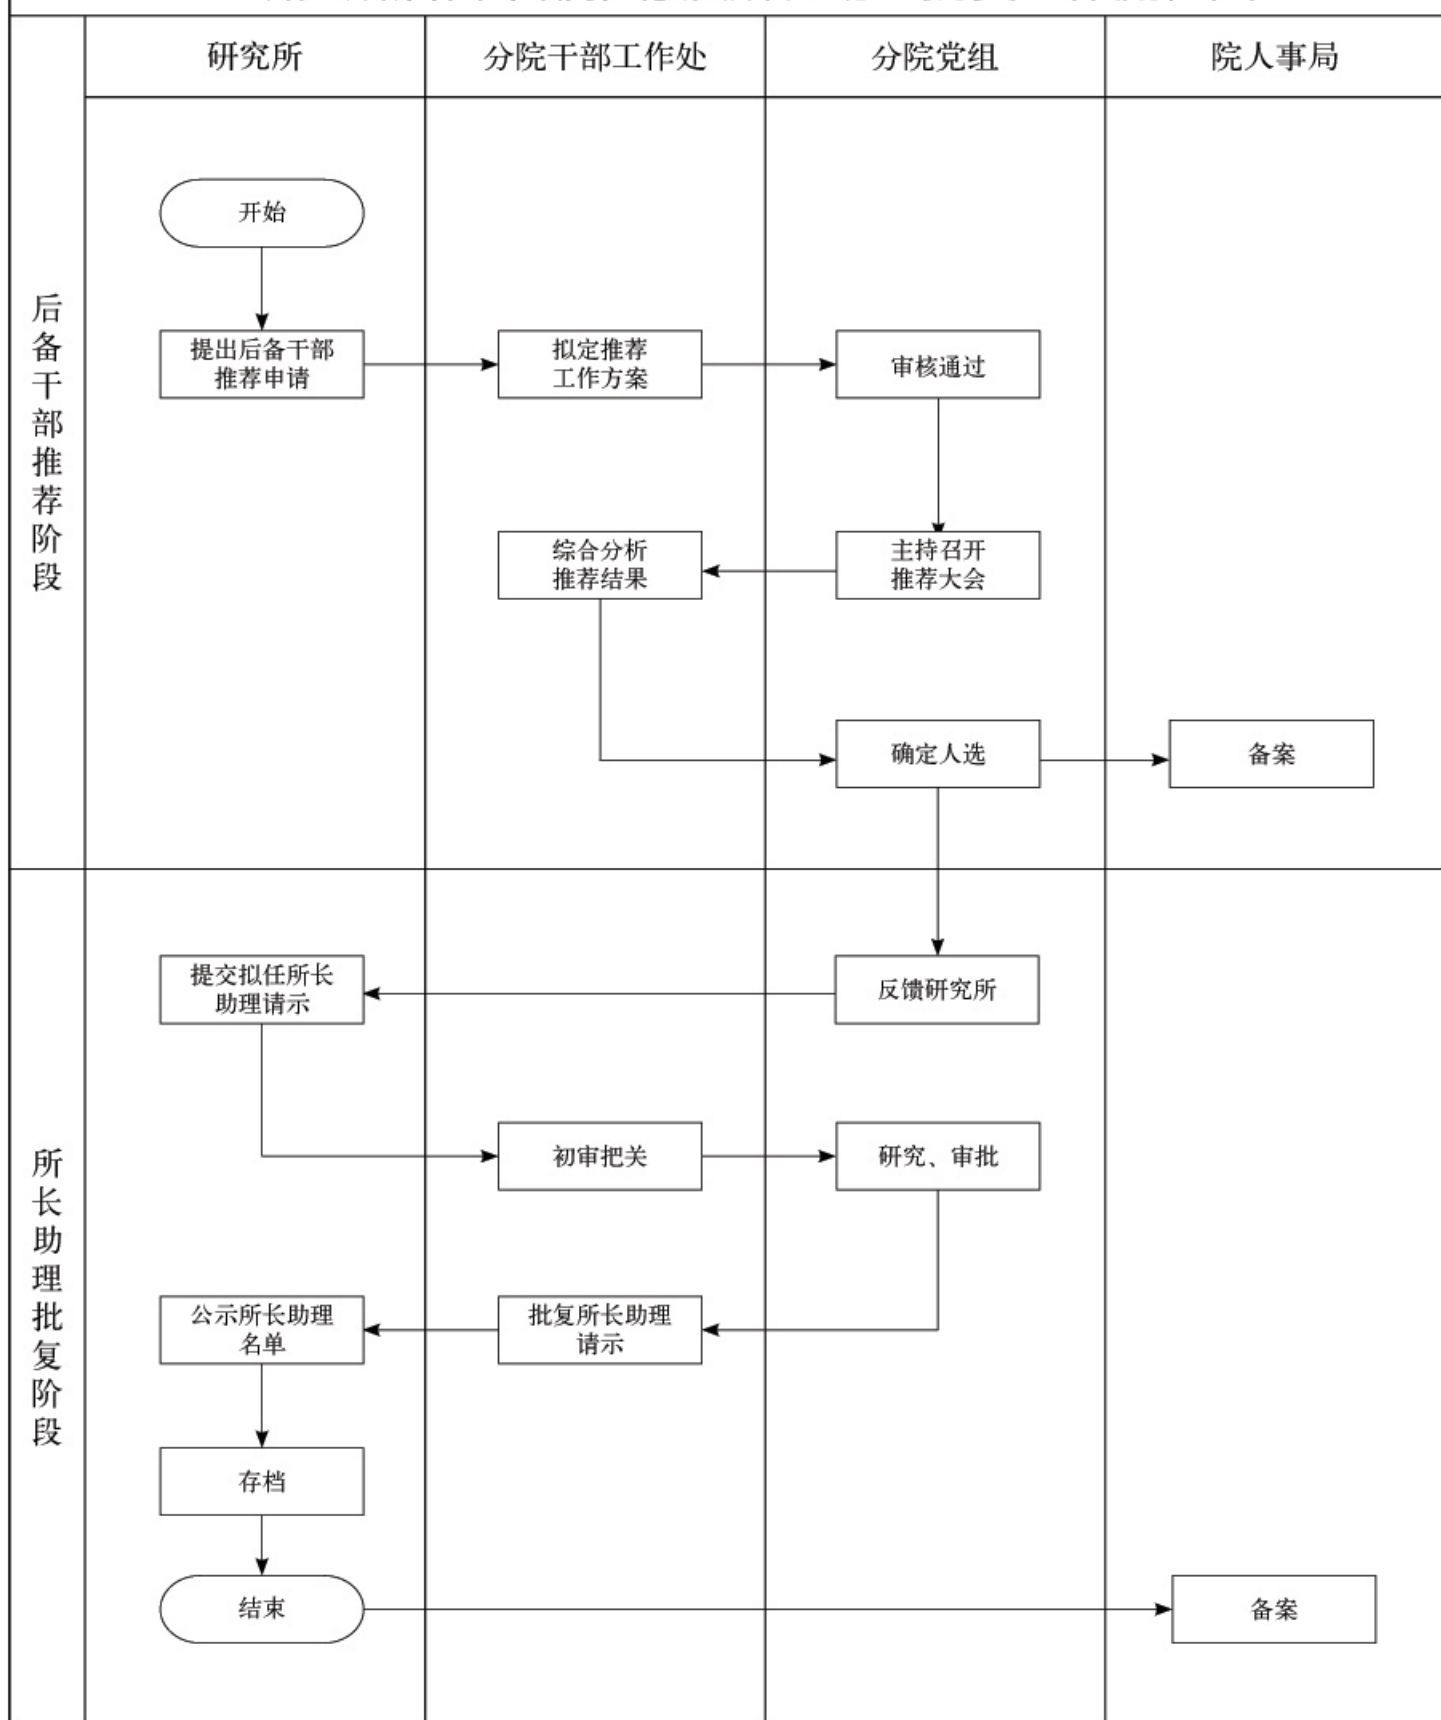 研究所
分院干部工作处
分院党组
院人事局
后备干部推荐阶段
开始
提出后备干部
推荐申请
拟定推荐
工作方案
审核通过
综合分析
推荐结果
主持召开
推荐大会
确定人选
备案
所长助理批复阶段
提交拟任所长
助理请示
反馈研究所
初审把关
研究、审批
公示所长助理
名单
批复所长助理
请示
存档
结束
备案